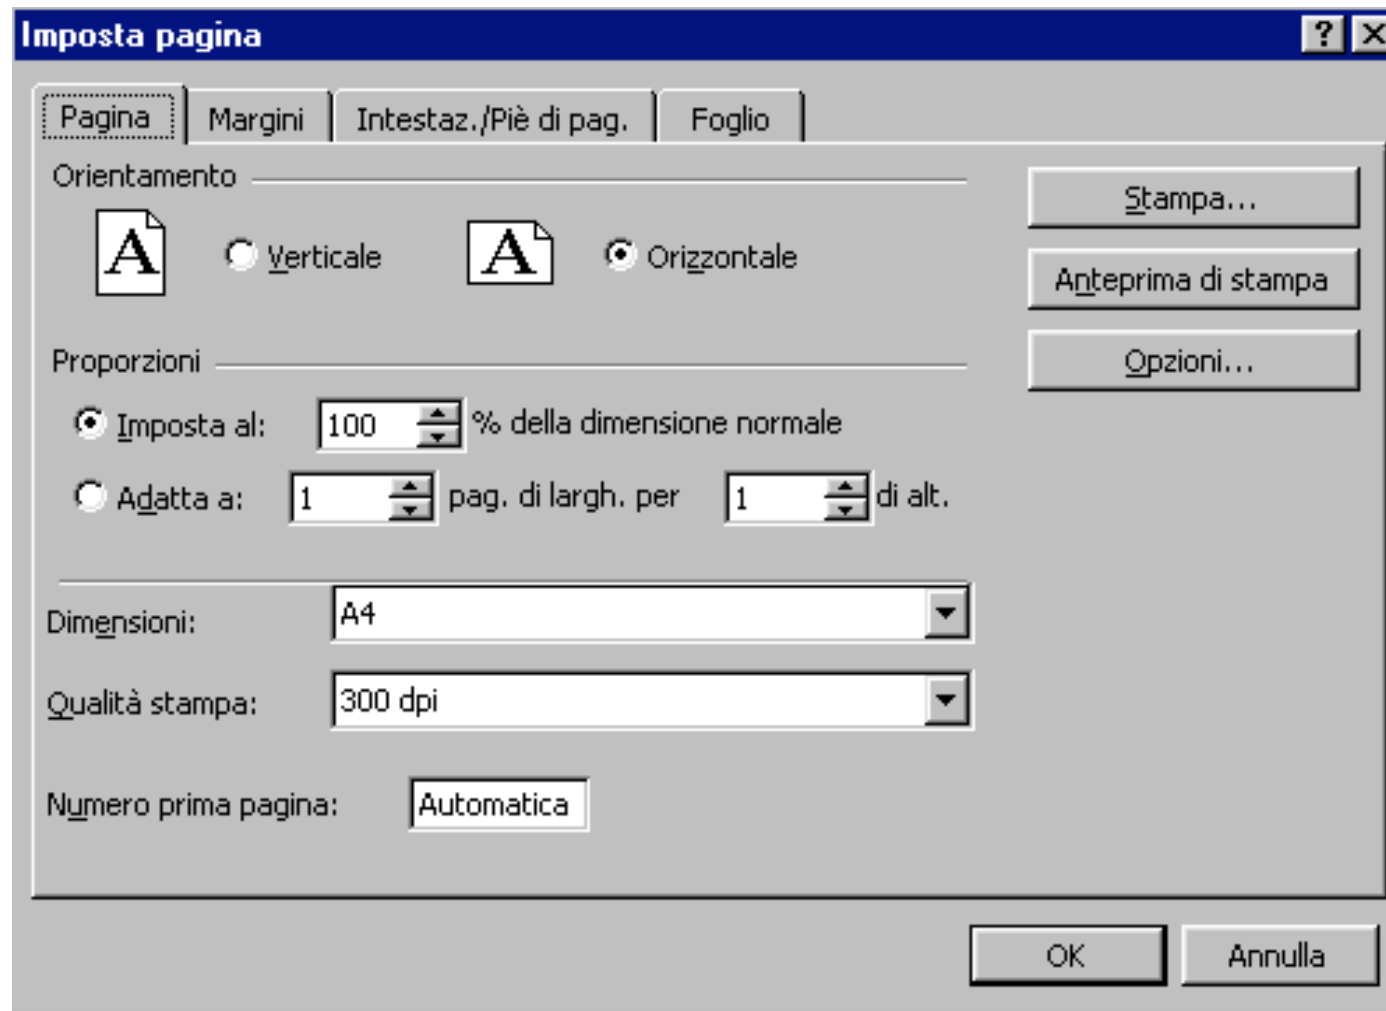 Imposta pagina
Pagina Margini Intestaz./Piè di pag. Foglio
Orientamento
A Verticale A Orizzontale
Stampa...
Anteprima di stampa
Opzioni...
Proporzioni
Imposta al: 100 % della dimensione normale
Adatta a: 1 pag. di largh. per 1 di alt.
Dimensioni: A4
Qualità stampa: 300 dpi
Numero prima pagina: Automatica
OK Annulla